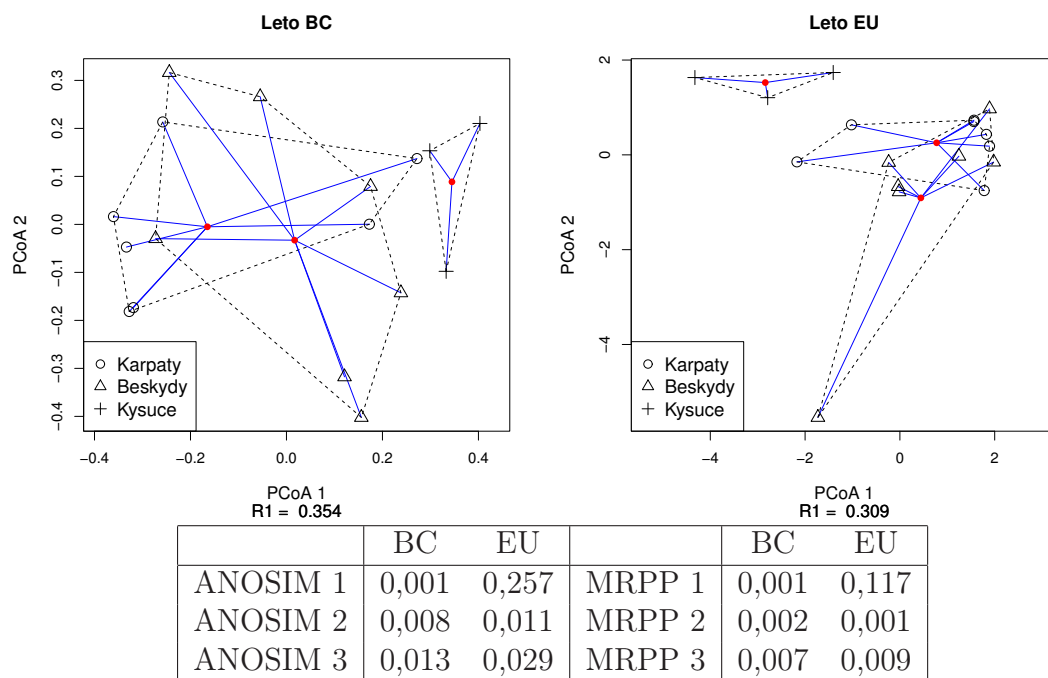 Leto BC
PCoA 2
0.3
0.2
0.1
0.0
−0.1
−0.2
−0.3
−0.4
Karpaty
Beskydy
Kysuce
−0.4 −0.2 0.0 0.2 0.4
PCoA 1
R1 = 0.354
Leto EU
PCoA 2
2
0
−2
−4
Karpaty
Beskydy
Kysuce
−4 −2 0 2
PCoA 1
R1 = 0.309
BC EU BC EU
ANOSIM 1 0,001 0,257 MRPP 1 0,001 0,117
ANOSIM 2 0,008 0,011 MRPP 2 0,002 0,001
ANOSIM 3 0,013 0,029 MRPP 3 0,007 0,009